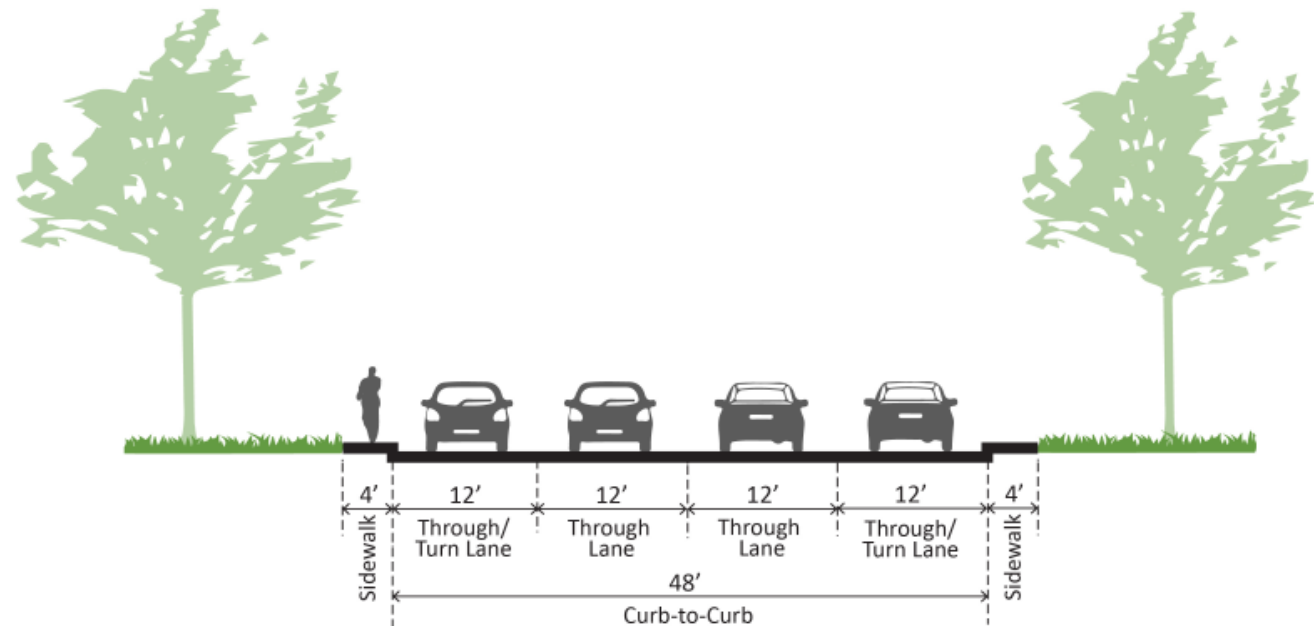 4’ 12’ 12’ 12’ 12’ 4’
Sidewalk
Through/
Turn Lane
Through
Lane
Through
Lane
Through/
Turn Lane
Sidewalk
48’
Curb-to-Curb